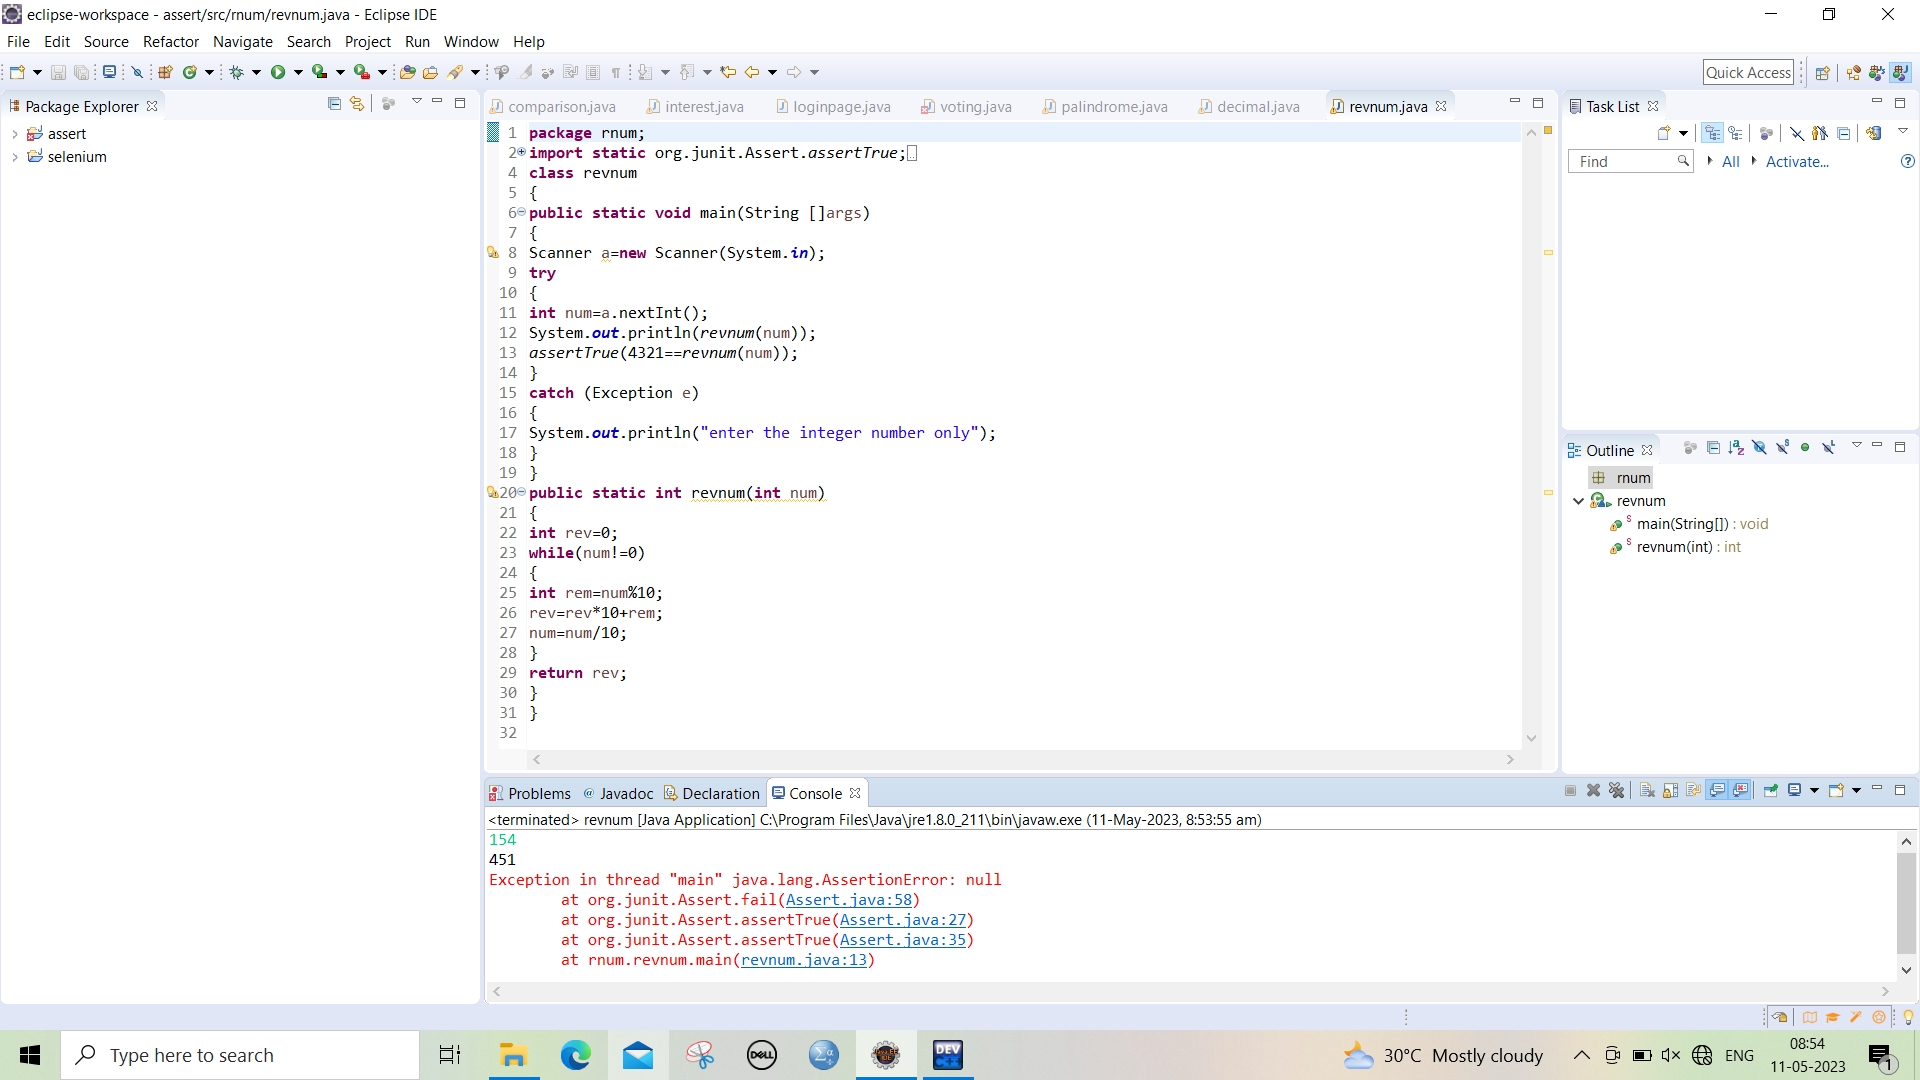 eclipse-workspace - assert/src/rnum/revnum.java - Eclipse IDE
File Edit Source Refactor Navigate Search Project Run Window Help
Quick Access
Package Explorer
assert
selenium
comparison.java interest.java loginpage.java voting.java palindrome.java decimal.java revnum.java
1 package rnum;
2 import static org.junit.Assert.assertTrue;
4 class revnum
5 {
6 public static void main(String []args)
7 {
8 Scanner a=new Scanner(System.in);
9 try
10 {
11 int num=a.nextInt();
12 System.out.println(revnum(num));
13 assertTrue(4321==revnum(num));
14 }
15 catch (Exception e)
16 {
17 System.out.println("enter the integer number only");
18 }
19 }
20 public static int revnum(int num)
21 {
22 int rev=0;
23 while(num!=0)
24 {
25 int rem=num%10;
26 rev=rev*10+rem;
27 num=num/10;
28 }
29 return rev;
30 }
31 }
32
Task List
Find All Activate...
Outline
rnum
revnum
main(String[]) : void
revnum(int) : int
Problems @ Javadoc Declaration Console
<terminated> revnum [Java Application] C:\Program Files\Java\jre1.8.0_211\bin\javaw.exe (11-May-2023, 8:53:55 am)
154
451
Exception in thread "main" java.lang.AssertionError: null
at org.junit.Assert.fail(Assert.java:58)
at org.junit.Assert.assertTrue(Assert.java:27)
at org.junit.Assert.assertTrue(Assert.java:35)
at rnum.revnum.main(revnum.java:13)
Type here to search
DELL
DEV C++
30°C Mostly cloudy
ENG
08:54
11-05-2023
1